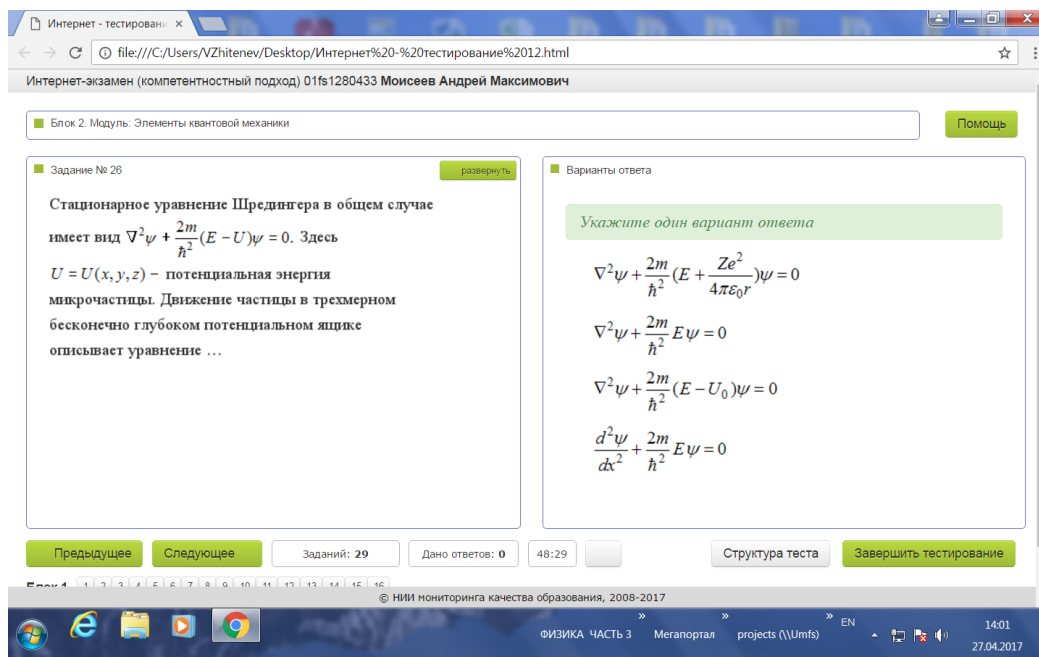 Интернет - тестировани
file:///C:/Users/VZhitenev/Desktop/Интернет%20-%20тестирование%2012.html
Интернет-экзамен (компетентностный подход) 01fs1280433 Моисеев Андрей Максимович
Блок 2. Модуль: Элементы квантовой механики
Помощь
Задание № 26
развернуть
Стационарное уравнение Шредингера в общем случае
имеет вид ∇²ψ + 2m/ħ² (E − U)ψ = 0. Здесь
U = U(x, y, z) − потенциальная энергия
микрочастицы. Движение частицы в трехмерном
бесконечно глубоком потенциальном ящике
описывает уравнение …
Варианты ответа
Укажите один вариант ответа
∇²ψ + 2m/ħ² (E + Ze²/4πε₀r)ψ = 0
∇²ψ + 2m/ħ² Eψ = 0
∇²ψ + 2m/ħ² (E − U₀)ψ = 0
d²ψ/dx² + 2m/ħ² Eψ = 0
Предыдущее
Следующее
Заданий: 29
Дано ответов: 0
48:29
Структура теста
Завершить тестирование
Блок 1 1 2 3 4 5 6 7 8 9 10 11 12 13 14 15 16
© НИИ мониторинга качества образования, 2008-2017
ФИЗИКА ЧАСТЬ 3
»
Мегапортал
»
projects (\\Umfs)
»
EN
14:01
27.04.2017